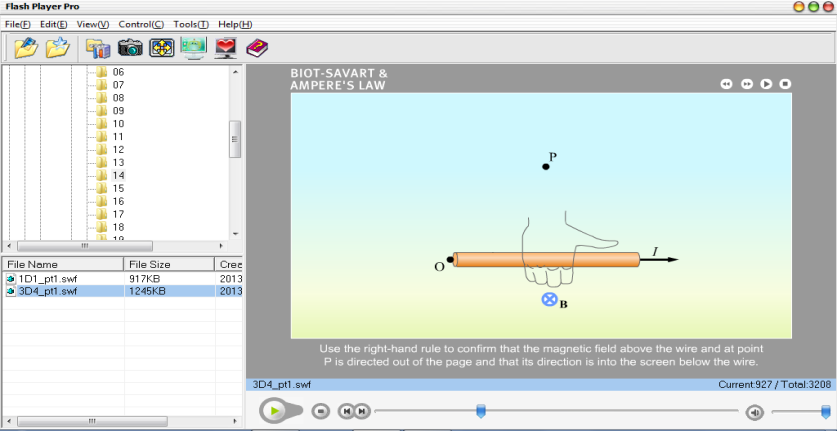 Flash Player Pro
File(F) Edit(E) View(V) Control(C) Tools(T) Help(H)
06
07
08
09
10
11
12
13
14
15
16
17
18
19
File Name File Size Crea
1D1_pt1.swf 917KB 2013
3D4_pt1.swf 1245KB 2013
BIOT-SAVART &
AMPERE'S LAW
P
I
O
B
Use the right-hand rule to confirm that the magnetic field above the wire and at point
P is directed out of the page and that its direction is into the screen below the wire.
3D4_pt1.swf Current:927 / Total:3208